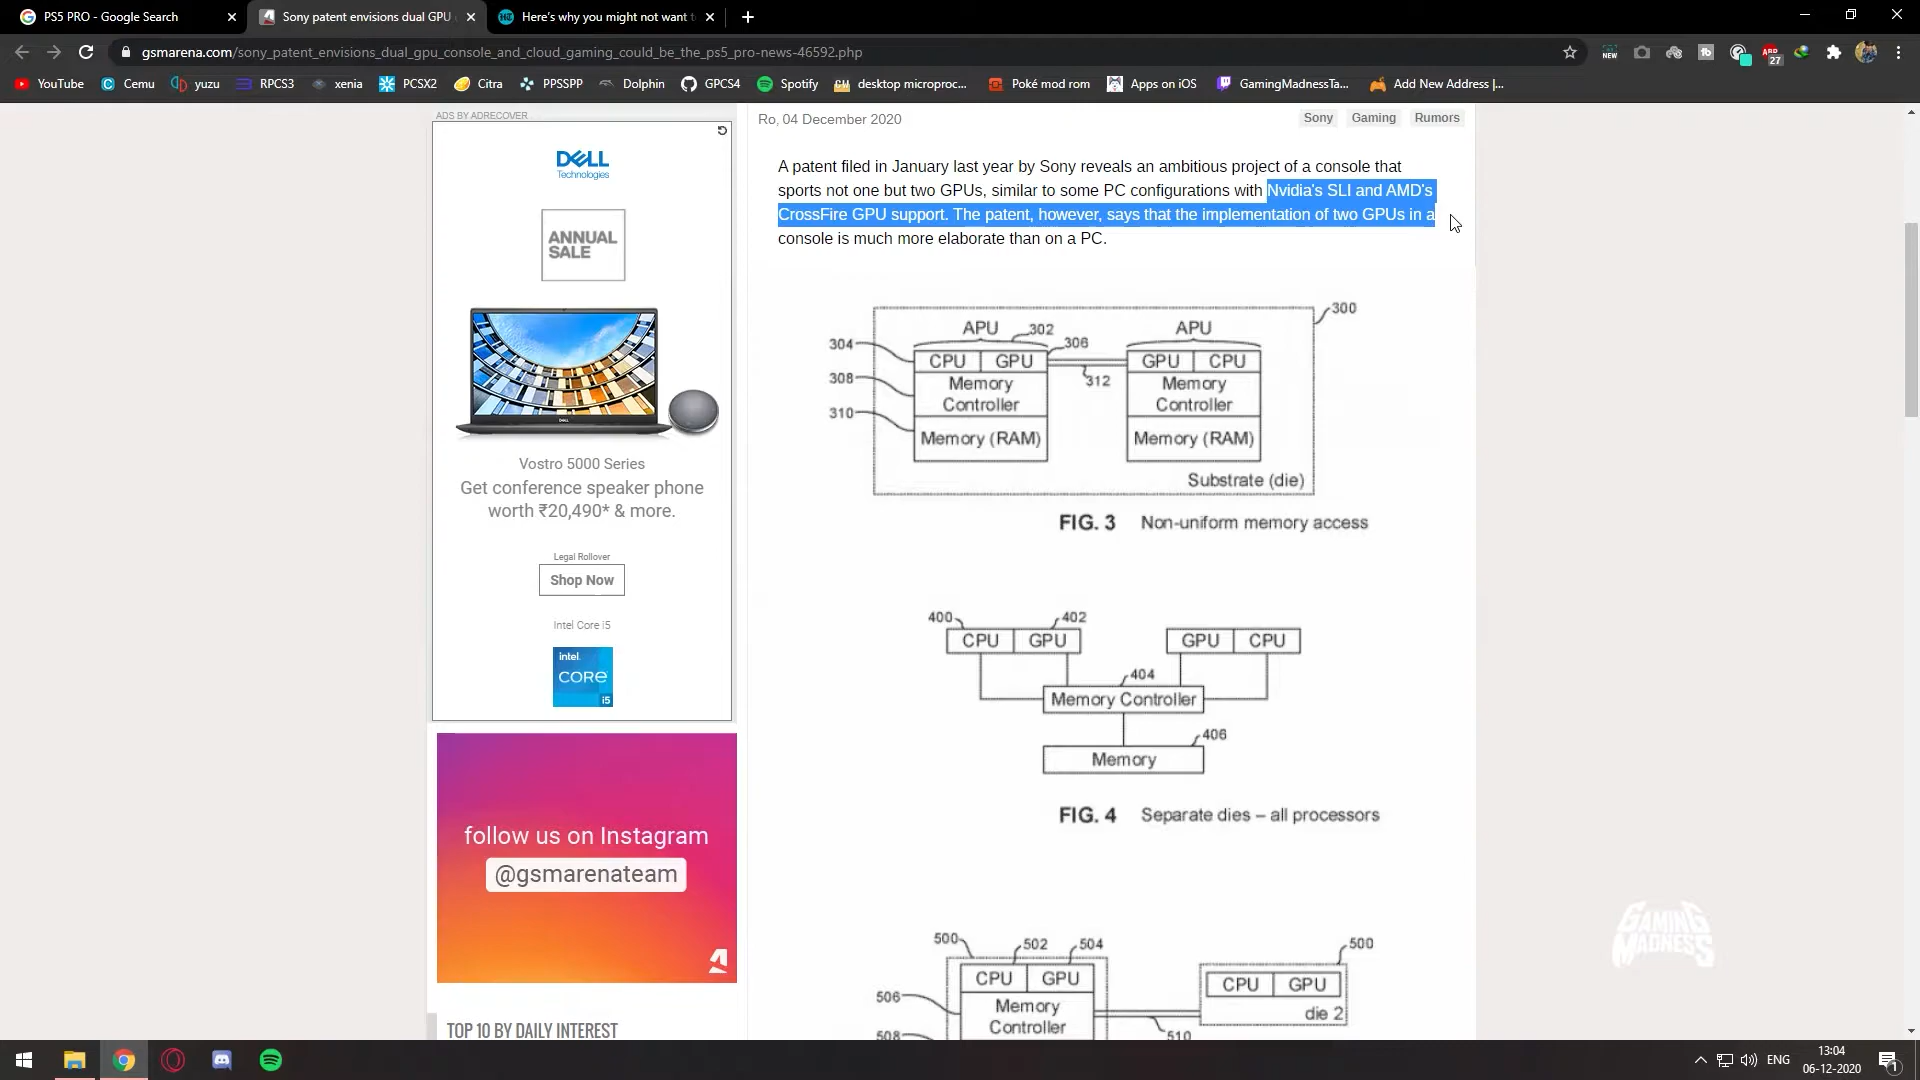 PS5 PRO - Google Search
Sony patent envisions dual GPU
Here's why you might not want t
gsmarena.com/sony_patent_envisions_dual_gpu_console_and_cloud_gaming_could_be_the_ps5_pro-news-46592.php
NEW
27
YouTube
Cemu
yuzu
RPCS3
xenia
PCSX2
Citra
PPSSPP
Dolphin
GPCS4
Spotify
desktop microproc...
Poké mod rom
Apps on iOS
GamingMadnessTa...
Add New Address |...
ADS BY ADRECOVER
DELL
Technologies
ANNUAL
SALE
Vostro 5000 Series
Get conference speaker phone
worth ₹20,490* & more.
Legal Rollover
Shop Now
Intel Core i5
intel.
CORE
i5
follow us on Instagram
@gsmarenateam
TOP 10 BY DAILY INTEREST
Ro, 04 December 2020
Sony Gaming Rumors
A patent filed in January last year by Sony reveals an ambitious project of a console that
sports not one but two GPUs, similar to some PC configurations with Nvidia's SLI and AMD's
CrossFire GPU support. The patent, however, says that the implementation of two GPUs in a
console is much more elaborate than on a PC.
300
APU 302 APU
304 306
CPU GPU GPU CPU
308 312
Memory Controller Memory Controller
310
Memory (RAM) Memory (RAM)
Substrate (die)
FIG. 3 Non-uniform memory access
400 402
CPU GPU GPU CPU
404
Memory Controller
406
Memory
FIG. 4 Separate dies – all processors
500 502 504 500
CPU GPU CPU GPU
506
Memory Controller
die 2
508 510
GAMING
MADNESS
ENG
13:04
06-12-2020
1